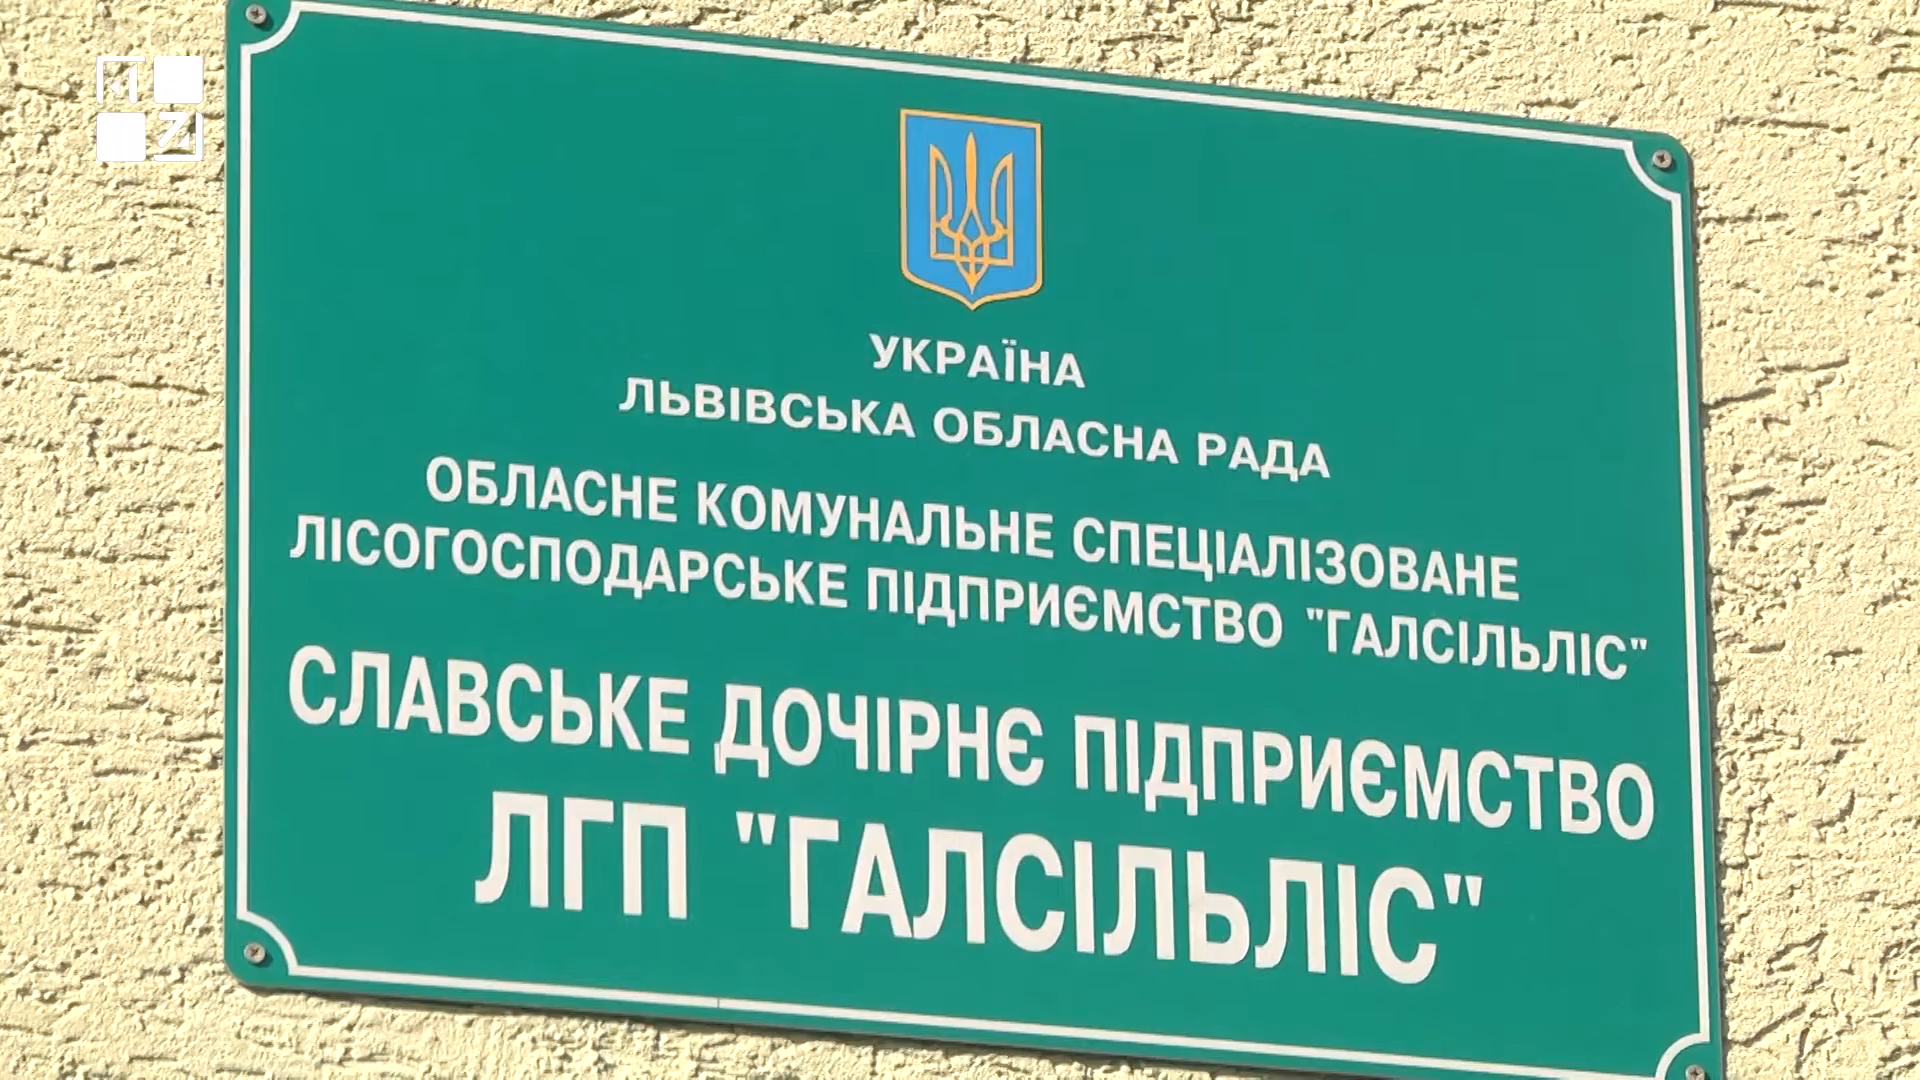 УКРАЇНА
ЛЬВІВСЬКА ОБЛАСНА РАДА
ОБЛАСНЕ КОМУНАЛЬНЕ СПЕЦІАЛІЗОВАНЕ
ЛІСОГОСПОДАРСЬКЕ ПІДПРИЄМСТВО "ГАЛСІЛЬЛІС"
СЛАВСЬКЕ ДОЧІРНЄ ПІДПРИЄМСТВО
ЛГП "ГАЛСІЛЬЛІС"